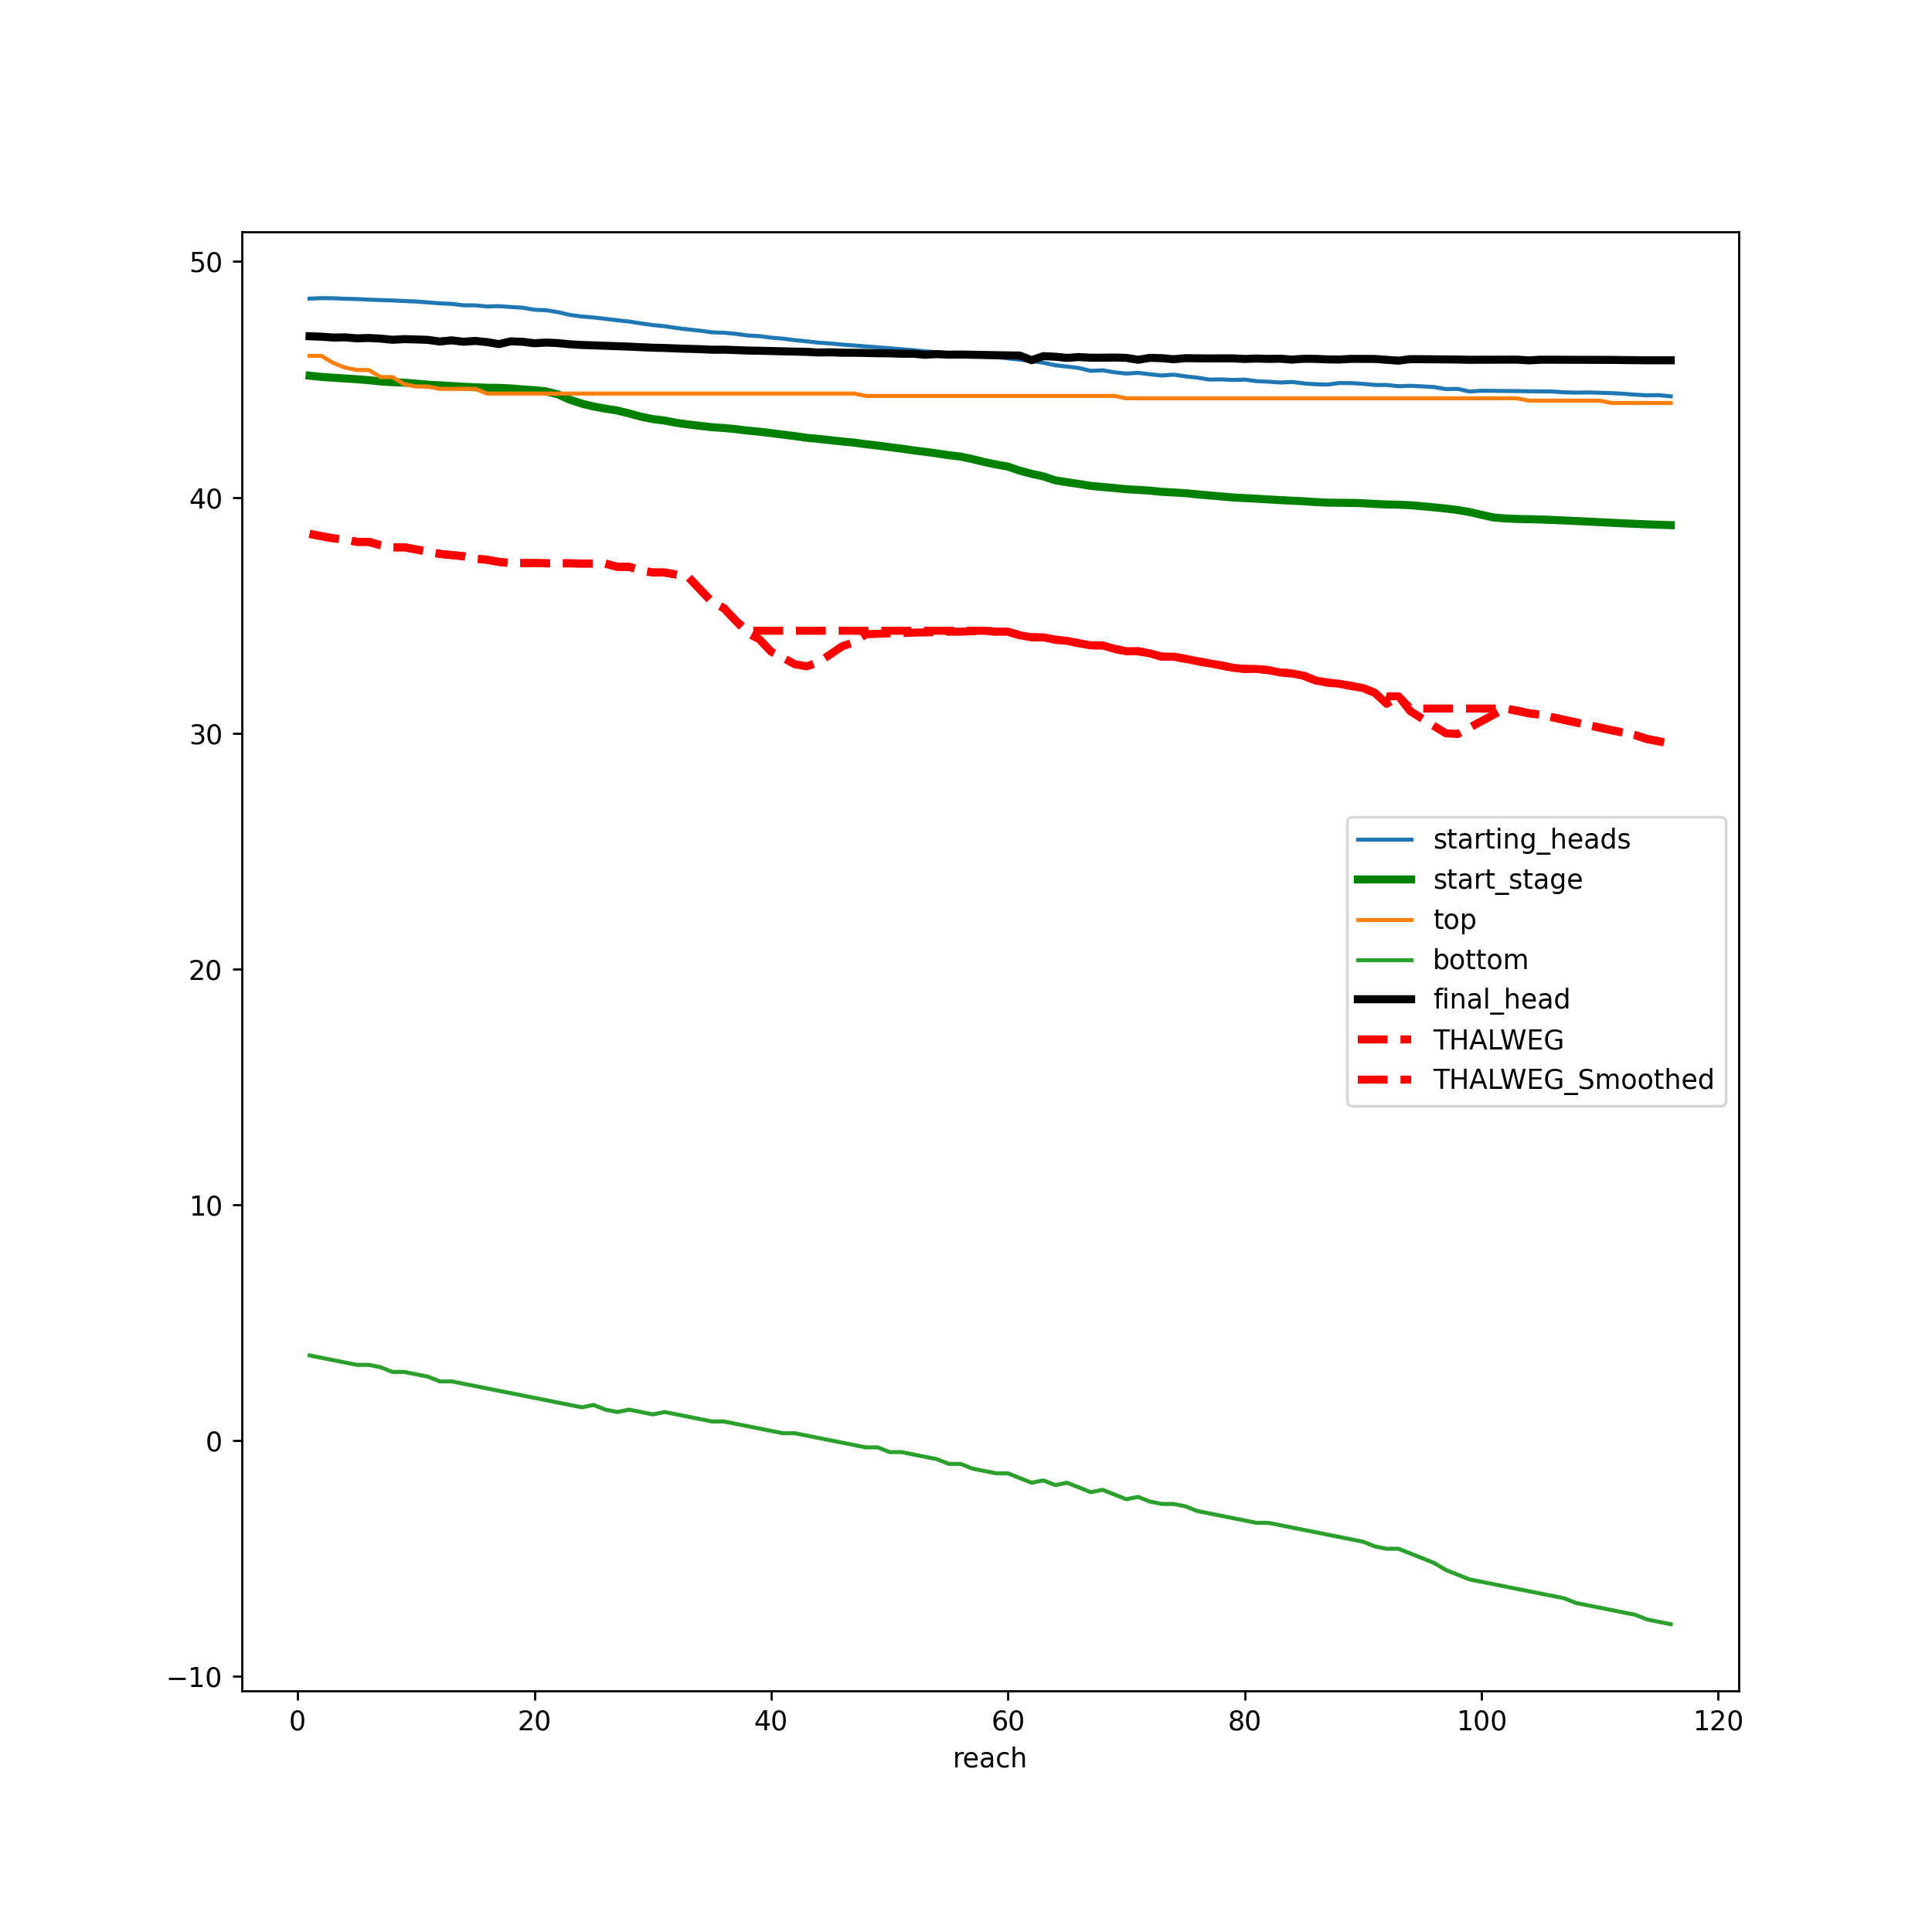 50
40
30
20
10
0
−10
0 20 40 60 80 100 120
reach
starting_heads
start_stage
top
bottom
final_head
THALWEG
THALWEG_Smoothed